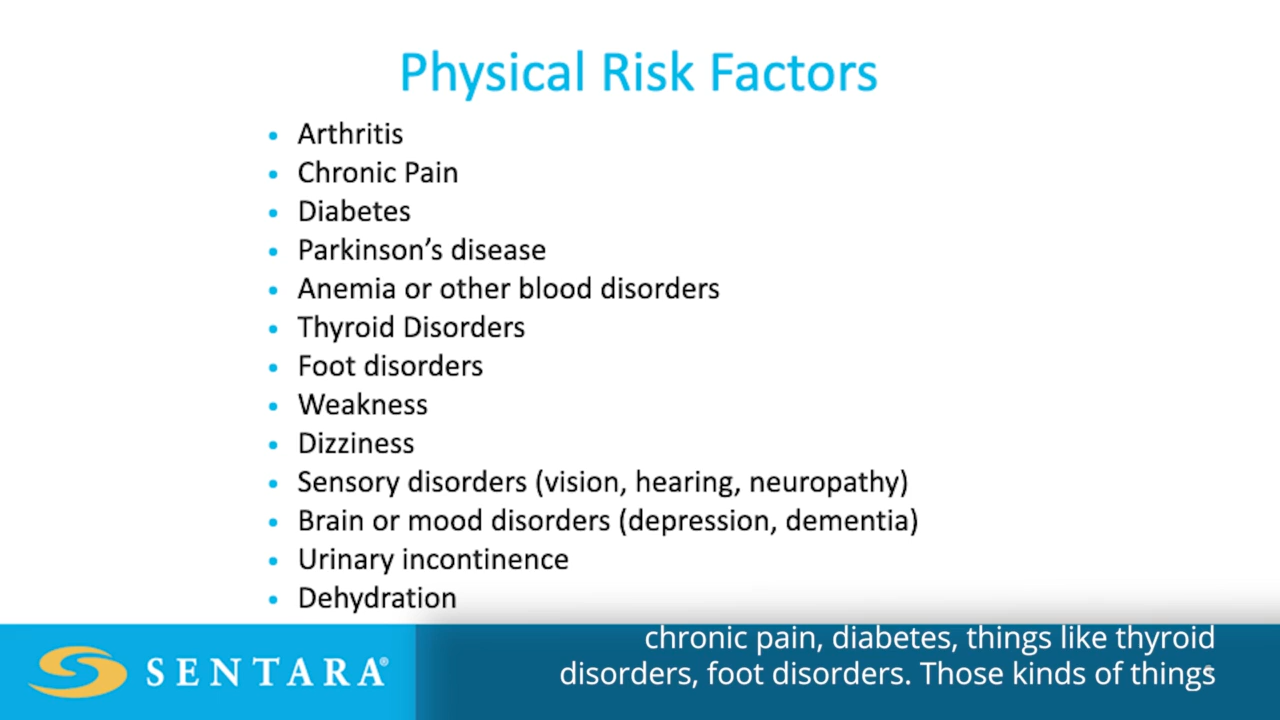 Physical Risk Factors
• Arthritis
• Chronic Pain
• Diabetes
• Parkinson’s disease
• Anemia or other blood disorders
• Thyroid Disorders
• Foot disorders
• Weakness
• Dizziness
• Sensory disorders (vision, hearing, neuropathy)
• Brain or mood disorders (depression, dementia)
• Urinary incontinence
• Dehydration
chronic pain, diabetes, things like thyroid
disorders, foot disorders. Those kinds of things
SENTARA®